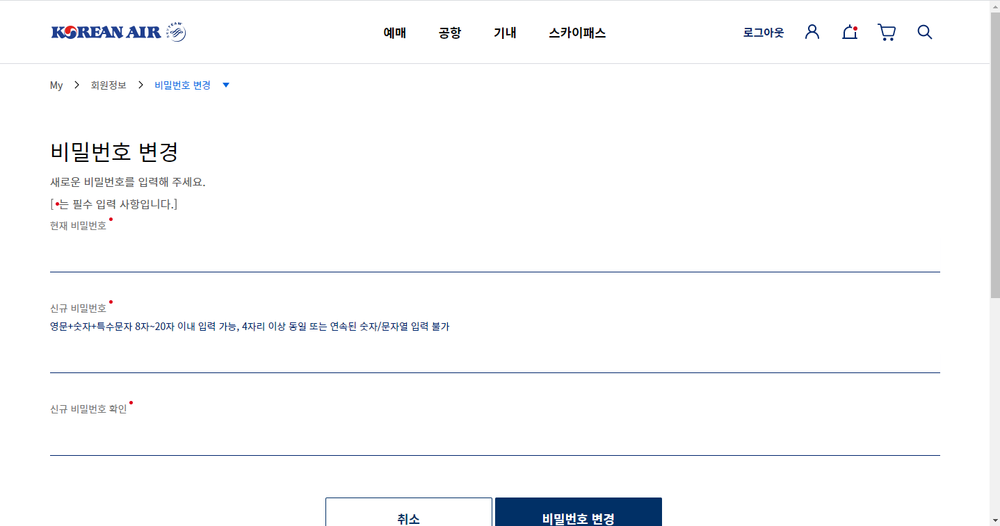 KOREAN AIR SKYTEAM
예매 공항 기내 스카이패스
로그아웃
My 회원정보 비밀번호 변경
비밀번호 변경
새로운 비밀번호를 입력해 주세요.
[•는 필수 입력 사항입니다.]
현재 비밀번호
신규 비밀번호
영문+숫자+특수문자 8자~20자 이내 입력 가능, 4자리 이상 동일 또는 연속된 숫자/문자열 입력 불가
신규 비밀번호 확인
취소 비밀번호 변경